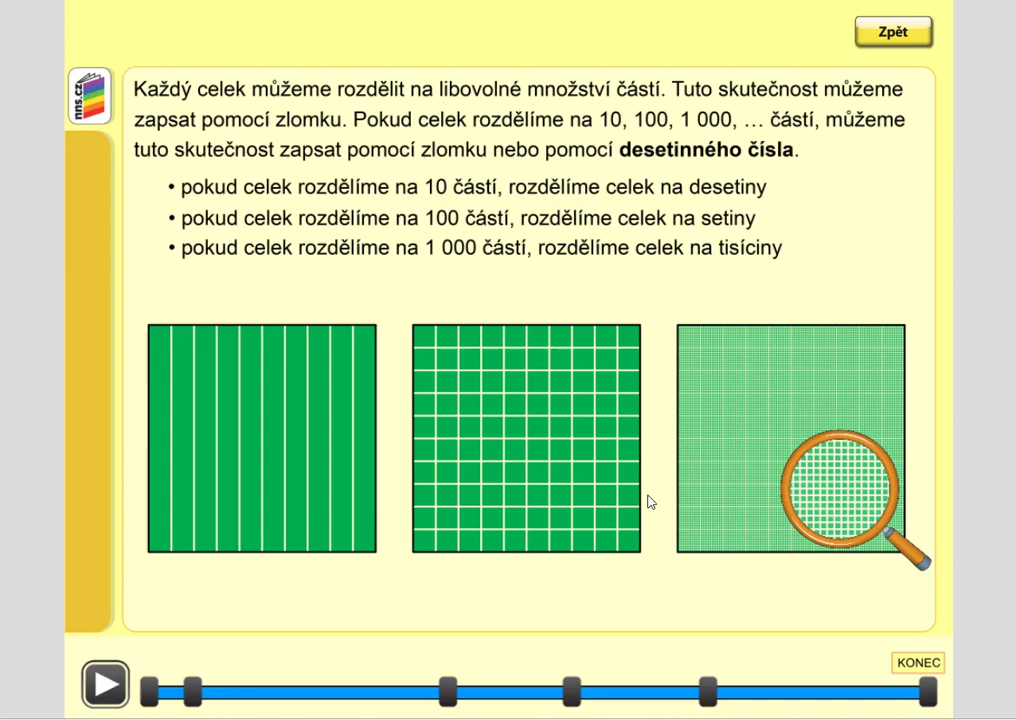 Zpět
nns.cz
Každý celek můžeme rozdělit na libovolné množství částí. Tuto skutečnost můžeme
zapsat pomocí zlomku. Pokud celek rozdělíme na 10, 100, 1 000, … částí, můžeme
tuto skutečnost zapsat pomocí zlomku nebo pomocí desetinného čísla.
• pokud celek rozdělíme na 10 částí, rozdělíme celek na desetiny
• pokud celek rozdělíme na 100 částí, rozdělíme celek na setiny
• pokud celek rozdělíme na 1 000 částí, rozdělíme celek na tisíciny
KONEC